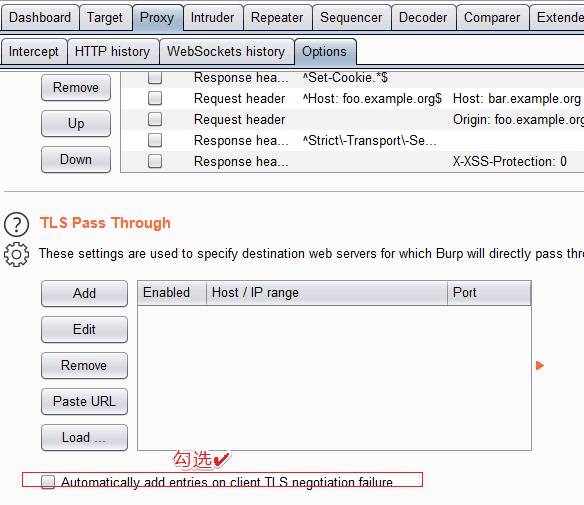 Dashboard Target Proxy Intruder Repeater Sequencer Decoder Comparer Extende
Intercept HTTP history WebSockets history Options
Response hea... ^Set-Cookie.*$
Remove
Request header ^Host: foo.example.org$ Host: bar.example.org
Up
Request header Origin: foo.example.org
Response hea... ^Strict\-Transport\-Se...
Down
Response hea... X-XSS-Protection: 0
TLS Pass Through
These settings are used to specify destination web servers for which Burp will directly pass thr
Add
Enabled Host / IP range Port
Edit
Remove
Paste URL
Load ...
勾选✔
Automatically add entries on client TLS negotiation failure